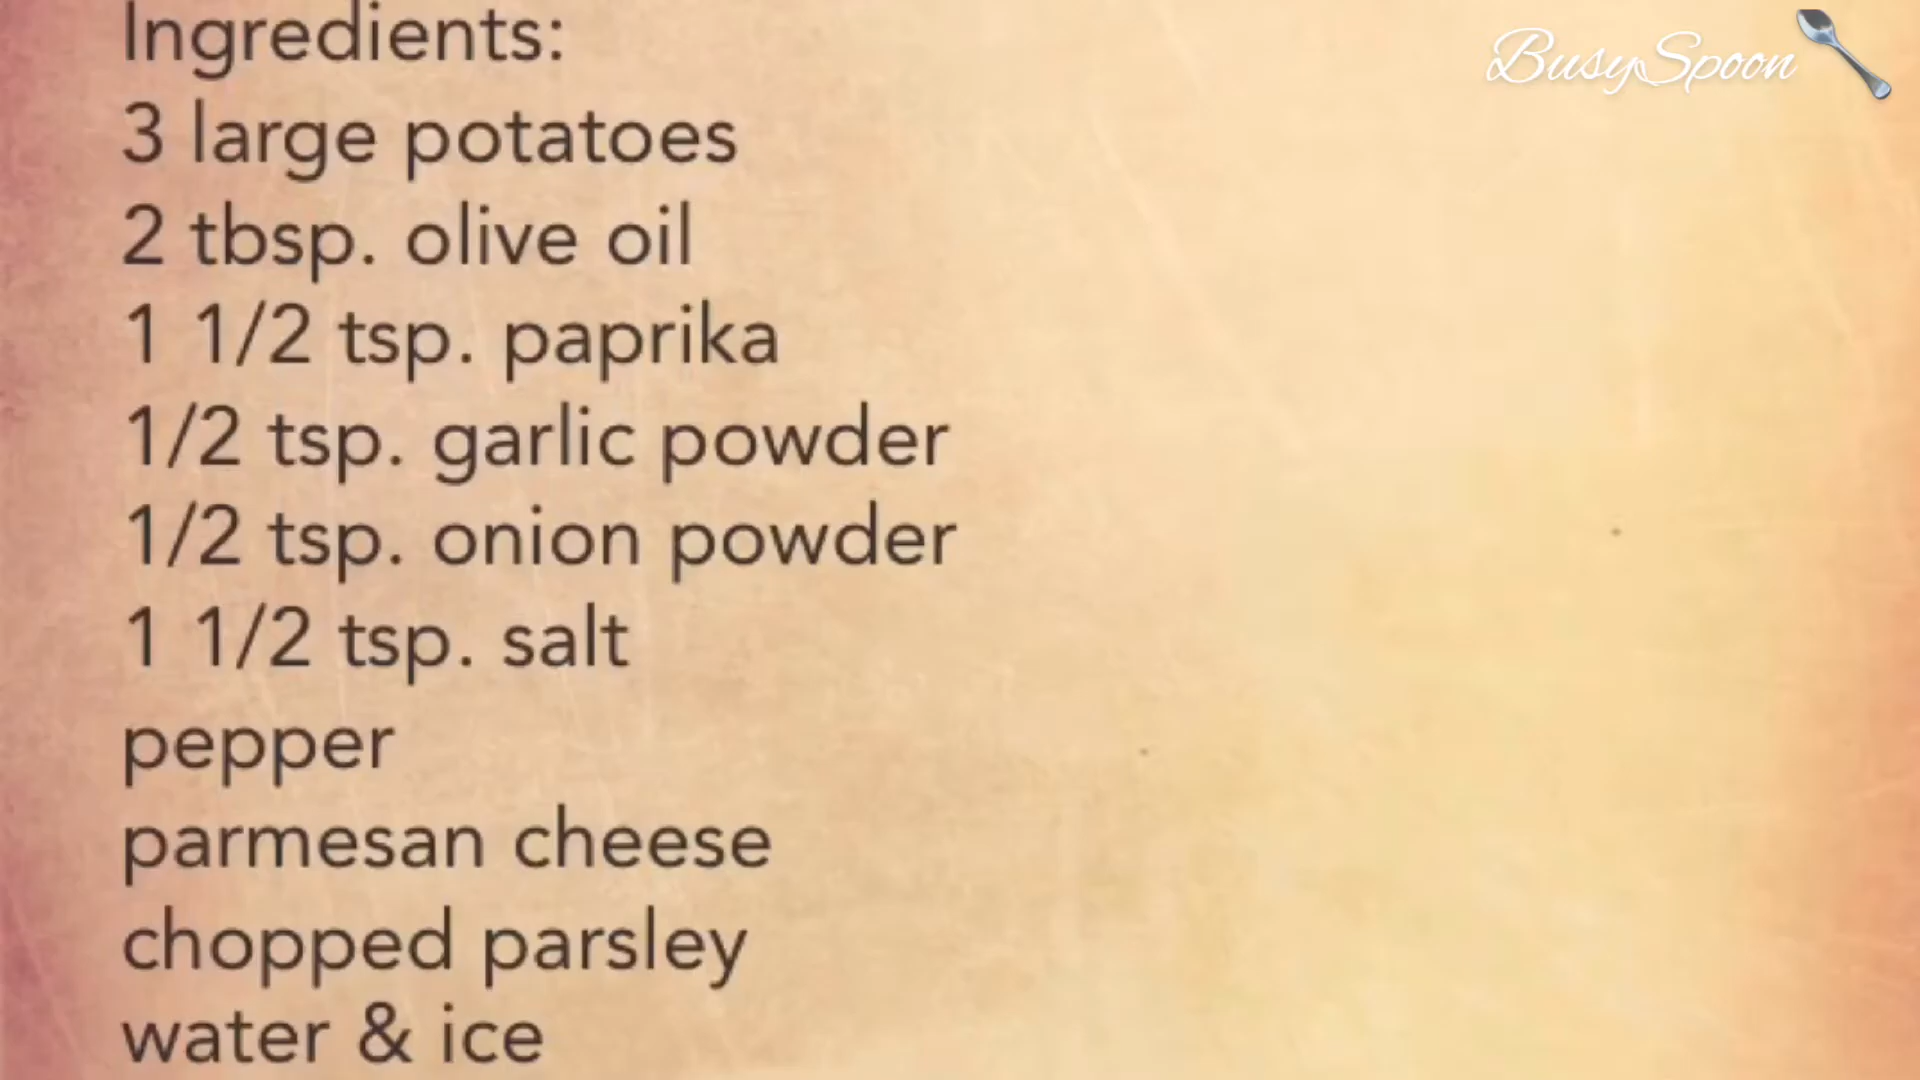 Ingredients:
BusySpoon
3 large potatoes
2 tbsp. olive oil
1 1/2 tsp. paprika
1/2 tsp. garlic powder
1/2 tsp. onion powder
1 1/2 tsp. salt
pepper
parmesan cheese
chopped parsley
water & ice